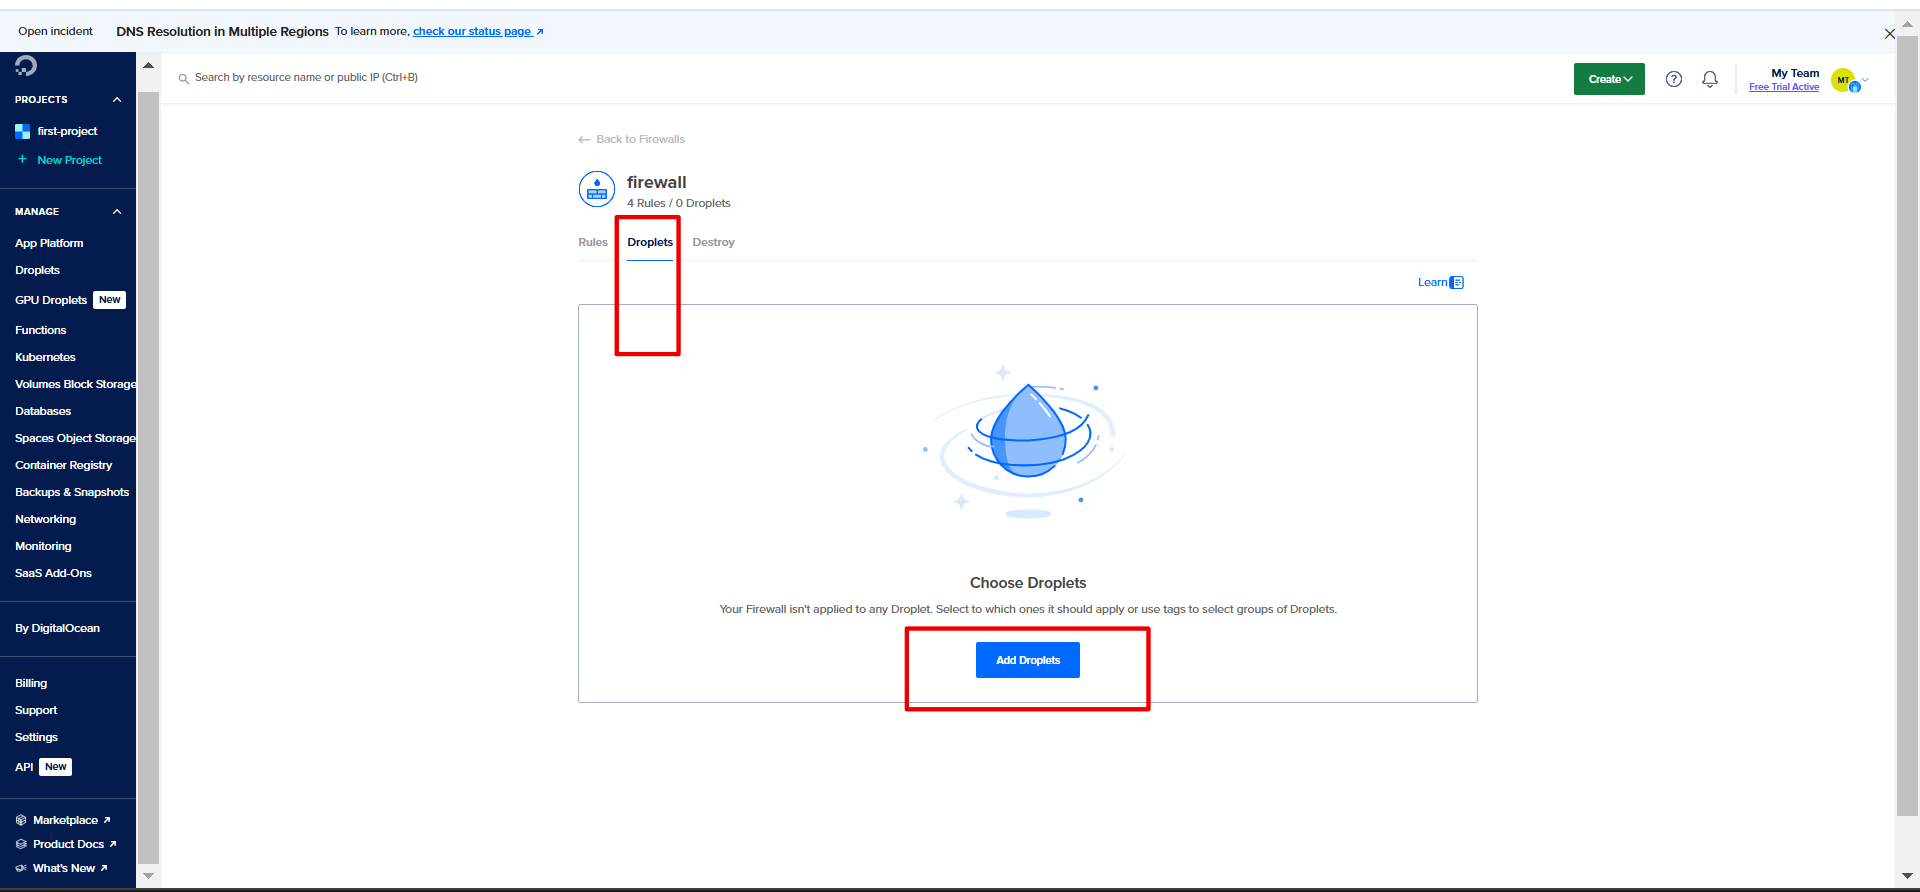 Open incident DNS Resolution in Multiple Regions To learn more, check our status page
Search by resource name or public IP (Ctrl+B)
Create
My Team
Free Trial Active
MT
PROJECTS
first-project
New Project
MANAGE
App Platform
Droplets
GPU Droplets New
Functions
Kubernetes
Volumes Block Storage
Databases
Spaces Object Storage
Container Registry
Backups & Snapshots
Networking
Monitoring
SaaS Add-Ons
By DigitalOcean
Billing
Support
Settings
API New
Marketplace
Product Docs
What's New
Back to Firewalls
firewall
4 Rules / 0 Droplets
Rules Droplets Destroy
Learn
Choose Droplets
Your Firewall isn't applied to any Droplet. Select to which ones it should apply or use tags to select groups of Droplets.
Add Droplets